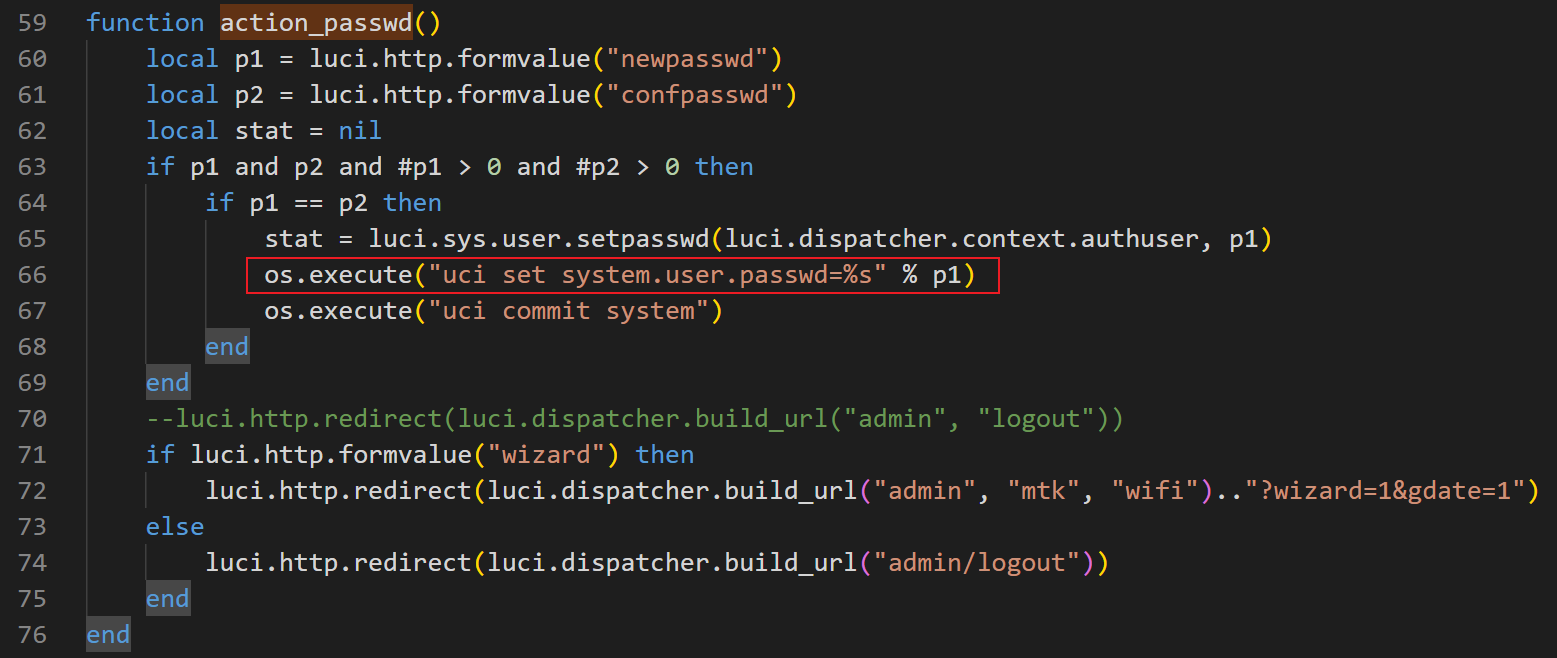 59 function action_passwd()
60     local p1 = luci.http.formvalue("newpasswd")
61     local p2 = luci.http.formvalue("confpasswd")
62     local stat = nil
63     if p1 and p2 and #p1 > 0 and #p2 > 0 then
64         if p1 == p2 then
65             stat = luci.sys.user.setpasswd(luci.dispatcher.context.authuser, p1)
66             os.execute("uci set system.user.passwd=%s" % p1)
67             os.execute("uci commit system")
68         end
69     end
70     --luci.http.redirect(luci.dispatcher.build_url("admin", "logout"))
71     if luci.http.formvalue("wizard") then
72         luci.http.redirect(luci.dispatcher.build_url("admin", "mtk", "wifi").."?wizard=1&gdate=1")
73     else
74         luci.http.redirect(luci.dispatcher.build_url("admin/logout"))
75     end
76 end